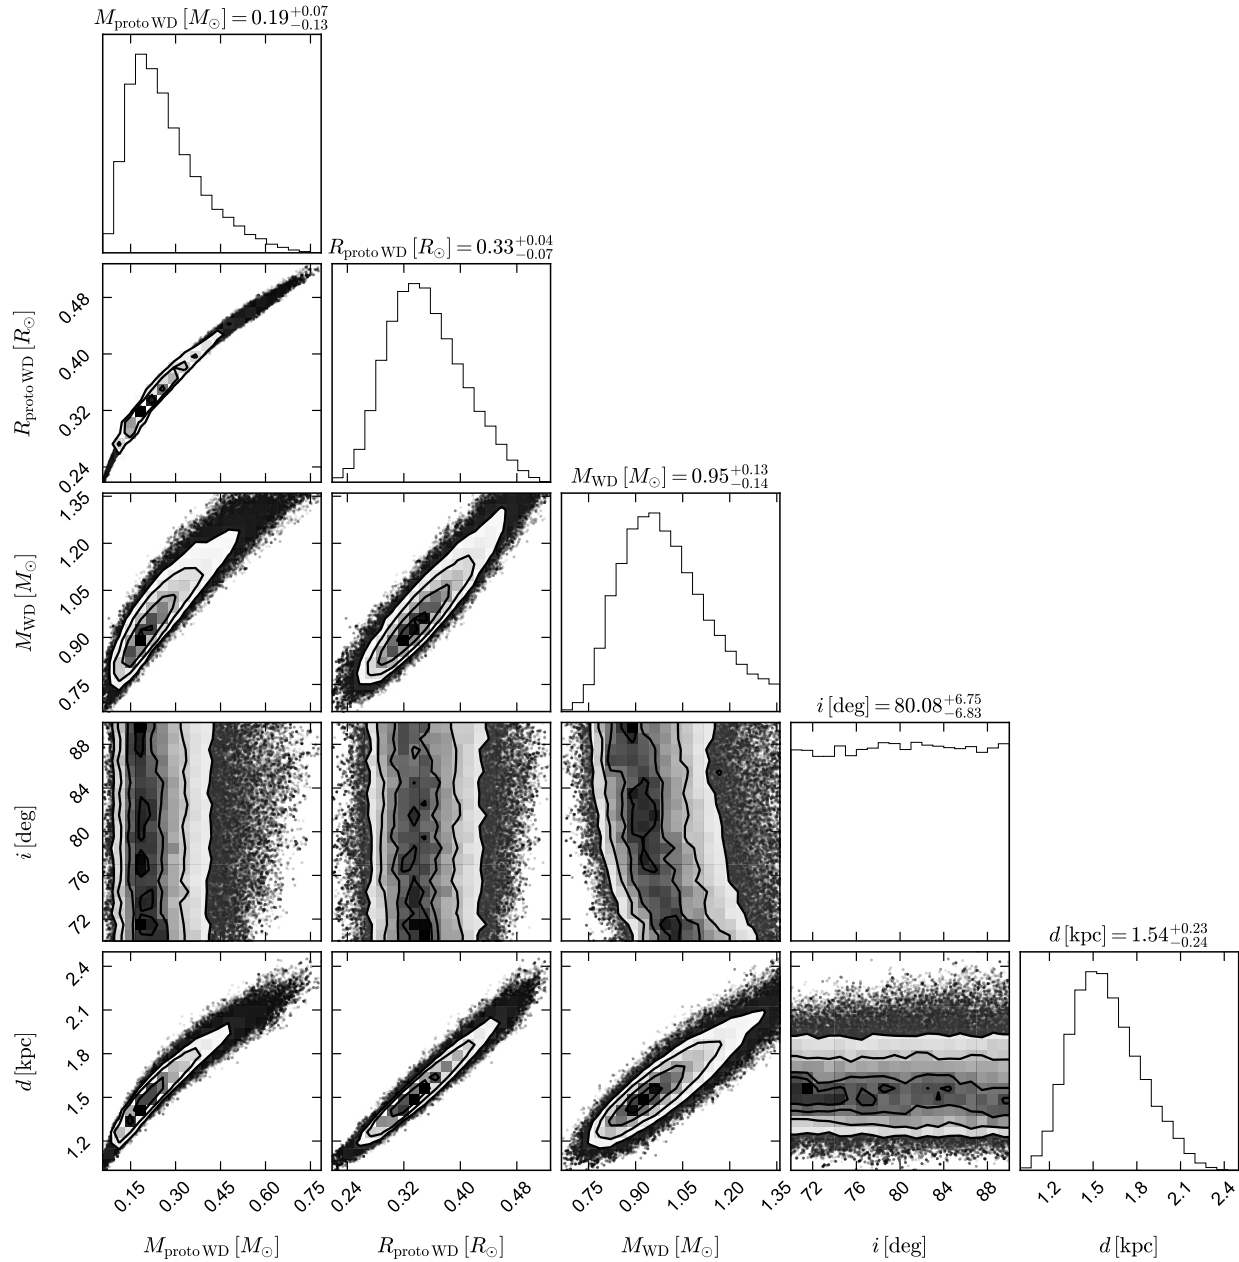 M_proto WD [M_⊙] = 0.19^{+0.07}_{-0.13}
R_proto WD [R_⊙] = 0.33^{+0.04}_{-0.07}
0.48
0.40
0.32
0.24
R_proto WD [R_⊙]
M_WD [M_⊙] = 0.95^{+0.13}_{-0.14}
1.35
1.20
1.05
0.90
0.75
M_WD [M_⊙]
i [deg] = 80.08^{+6.75}_{-6.83}
88
84
80
76
72
i [deg]
d [kpc] = 1.54^{+0.23}_{-0.24}
2.4
2.1
1.8
1.5
1.2
d [kpc]
0.15 0.30 0.45 0.60 0.75 0.24 0.32 0.40 0.48 0.75 0.90 1.05 1.20 1.35 72 76 80 84 88 1.2 1.5 1.8 2.1 2.4
M_proto WD [M_⊙] R_proto WD [R_⊙] M_WD [M_⊙] i [deg] d [kpc]